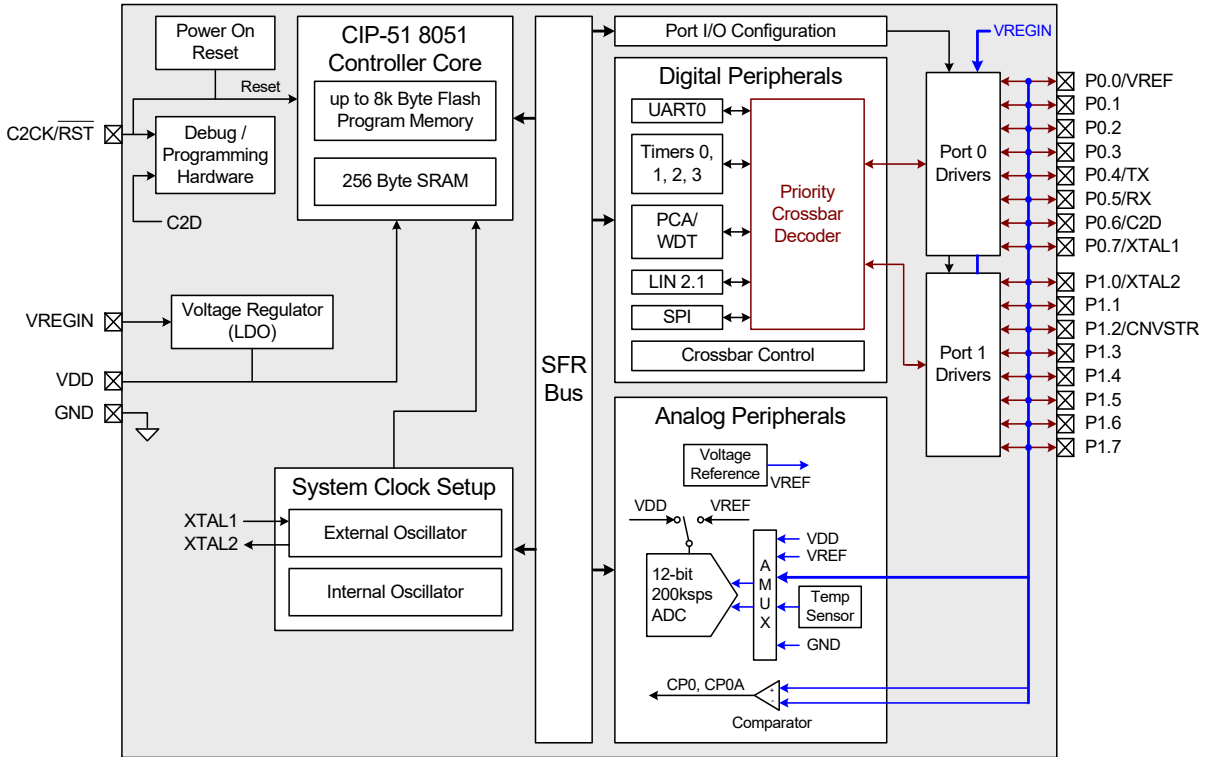 Power On
Reset
Reset
C2CK/RST
Debug /
Programming
Hardware
C2D
CIP-51 8051
Controller Core
up to 8k Byte Flash
Program Memory
256 Byte SRAM
VREGIN
Voltage Regulator
(LDO)
VDD
GND
System Clock Setup
XTAL1
XTAL2
External Oscillator
Internal Oscillator
SFR
Bus
Port I/O Configuration
Digital Peripherals
UART0
Timers 0,
1, 2, 3
PCA/
WDT
LIN 2.1
SPI
Priority
Crossbar
Decoder
Crossbar Control
Analog Peripherals
Voltage
Reference
VREF
VDD
VREF
12-bit
200ksps
ADC
A
M
U
X
VDD
VREF
Temp
Sensor
GND
CP0, CP0A
+
-
Comparator
VREGIN
Port 0
Drivers
Port 1
Drivers
P0.0/VREF
P0.1
P0.2
P0.3
P0.4/TX
P0.5/RX
P0.6/C2D
P0.7/XTAL1
P1.0/XTAL2
P1.1
P1.2/CNVSTR
P1.3
P1.4
P1.5
P1.6
P1.7